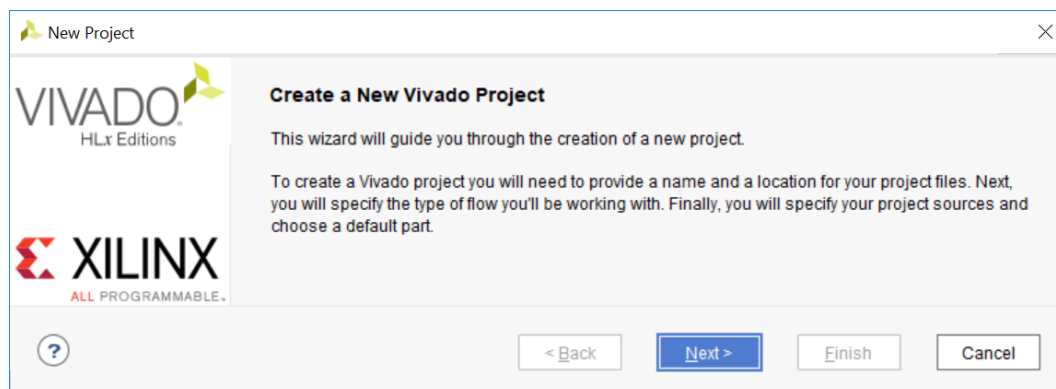 New Project
VIVADO
HLx Editions
Create a New Vivado Project
This wizard will guide you through the creation of a new project.
To create a Vivado project you will need to provide a name and a location for your project files. Next,
you will specify the type of flow you'll be working with. Finally, you will specify your project sources and
choose a default part.
XILINX
ALL PROGRAMMABLE™
?
< Back
Next >
Finish
Cancel